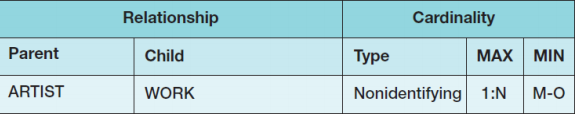 Relationship Cardinality
Parent Child Type MAX MIN
ARTIST WORK Nonidentifying 1:N M-O